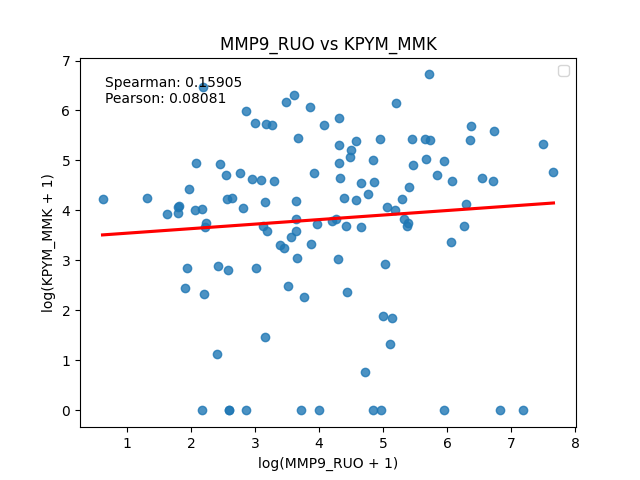 MMP9_RUO vs KPYM_MMK
Spearman: 0.15905
Pearson: 0.08081
log(KPYM_MMK + 1)
7
6
5
4
3
2
1
0
1 2 3 4 5 6 7 8
log(MMP9_RUO + 1)